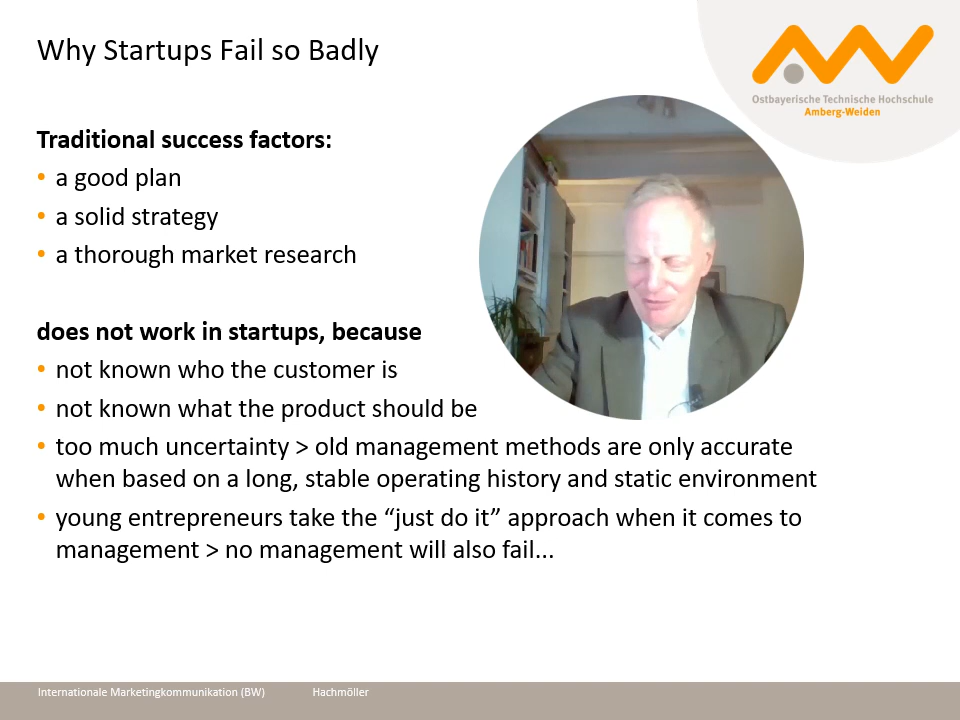 Why Startups Fail so Badly
Ostbayerische Technische Hochschule
Amberg-Weiden
Traditional success factors:
• a good plan
• a solid strategy
• a thorough market research
does not work in startups, because
• not known who the customer is
• not known what the product should be
• too much uncertainty > old management methods are only accurate
when based on a long, stable operating history and static environment
• young entrepreneurs take the “just do it” approach when it comes to
management > no management will also fail...
Internationale Marketingkommunikation (BW) Hachmöller